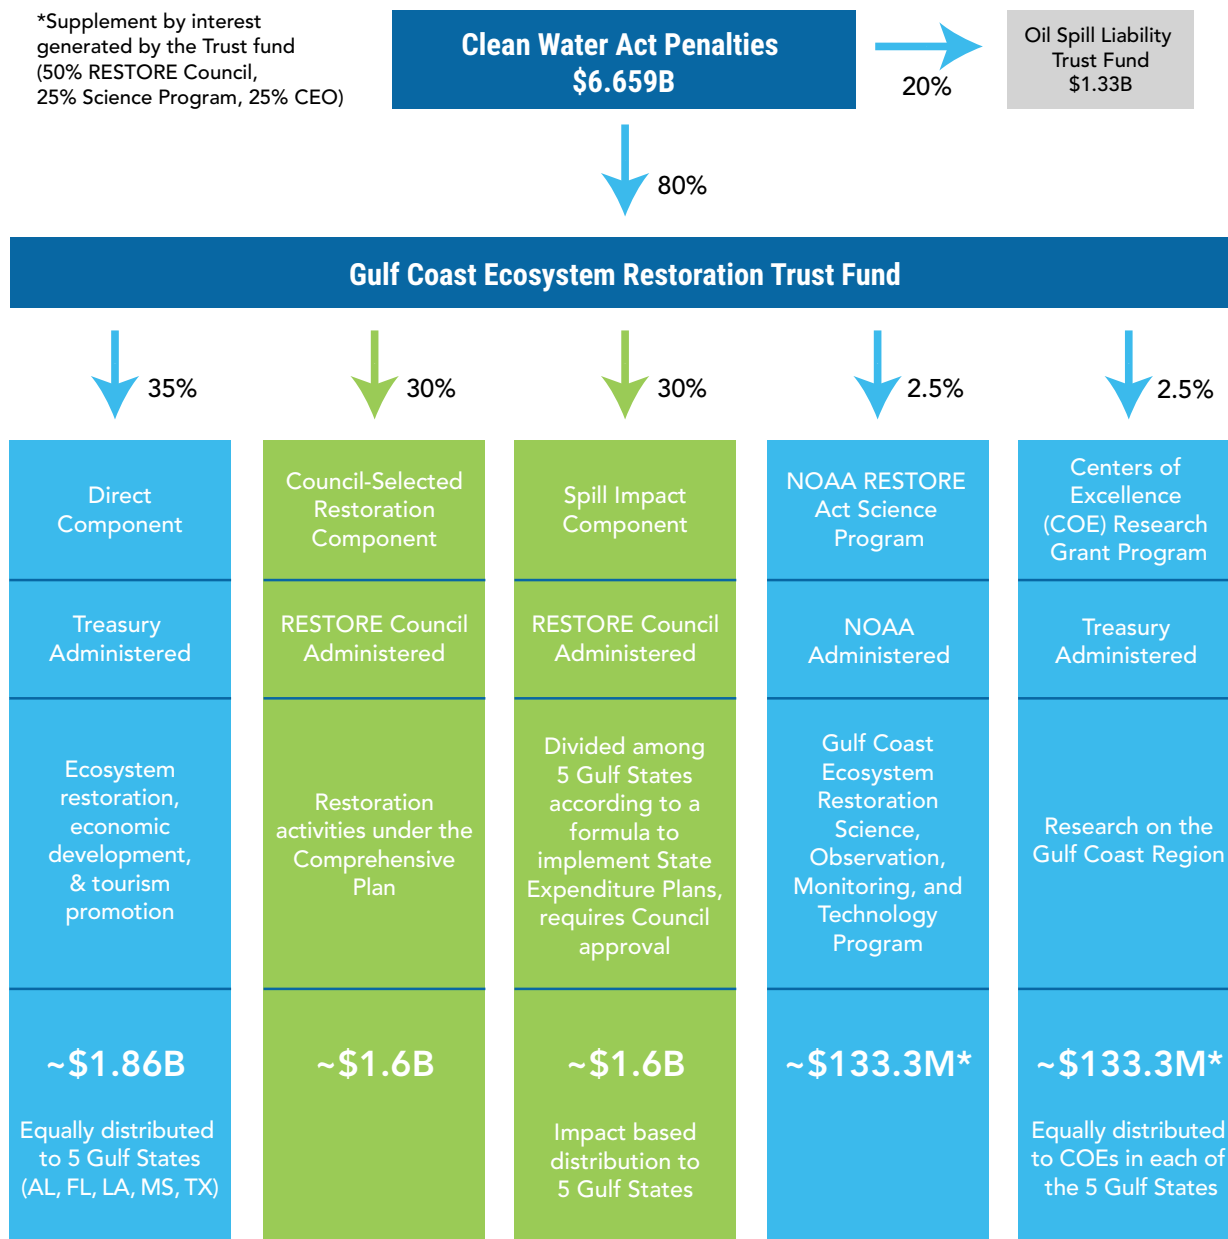 *Supplement by interest
generated by the Trust fund
(50% RESTORE Council,
25% Science Program, 25% CEO)
Clean Water Act Penalties
$6.659B
20%
Oil Spill Liability
Trust Fund
$1.33B
80%
Gulf Coast Ecosystem Restoration Trust Fund
35%
30%
30%
2.5%
2.5%
Direct
Component
Treasury
Administered
Ecosystem
restoration,
economic
development,
& tourism
promotion
~$1.86B
Equally distributed
to 5 Gulf States
(AL, FL, LA, MS, TX)
Council-Selected
Restoration
Component
RESTORE Council
Administered
Restoration
activities under the
Comprehensive
Plan
~$1.6B
Spill Impact
Component
RESTORE Council
Administered
Divided among
5 Gulf States
according to a
formula to
implement State
Expenditure Plans,
requires Council
approval
~$1.6B
Impact based
distribution to
5 Gulf States
NOAA RESTORE
Act Science
Program
NOAA
Administered
Gulf Coast
Ecosystem
Restoration
Science,
Observation,
Monitoring, and
Technology
Program
~$133.3M*
Centers of
Excellence
(COE) Research
Grant Program
Treasury
Administered
Research on the
Gulf Coast Region
~$133.3M*
Equally distributed
to COEs in each of
the 5 Gulf States